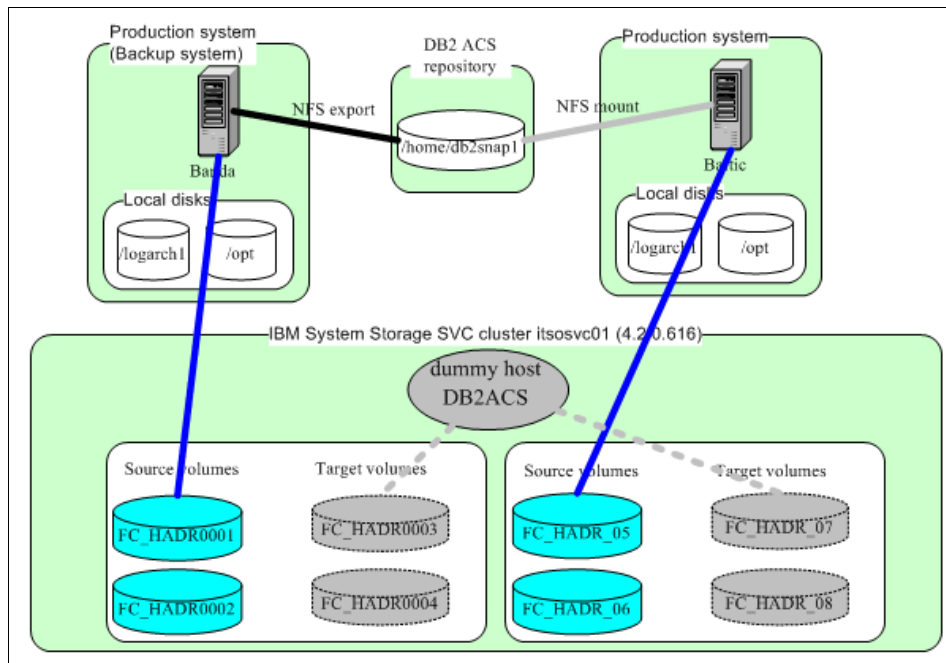 Production system
(Backup system)
DB2 ACS
repository
Production system
NFS export
NFS mount
/home/db2snap1
Banda
Baltic
Local disks
Local disks
/logarch1
/opt
/logarch1
/opt
IBM System Storage SVC cluster itsosvc01 (4.2.0.616)
dummy host
DB2ACS
Source volumes
Target volumes
Source volumes
Target volumes
FC_HADR0001
FC_HADR0003
FC_HADR_05
FC_HADR_07
FC_HADR0002
FC_HADR0004
FC_HADR_06
FC_HADR_08